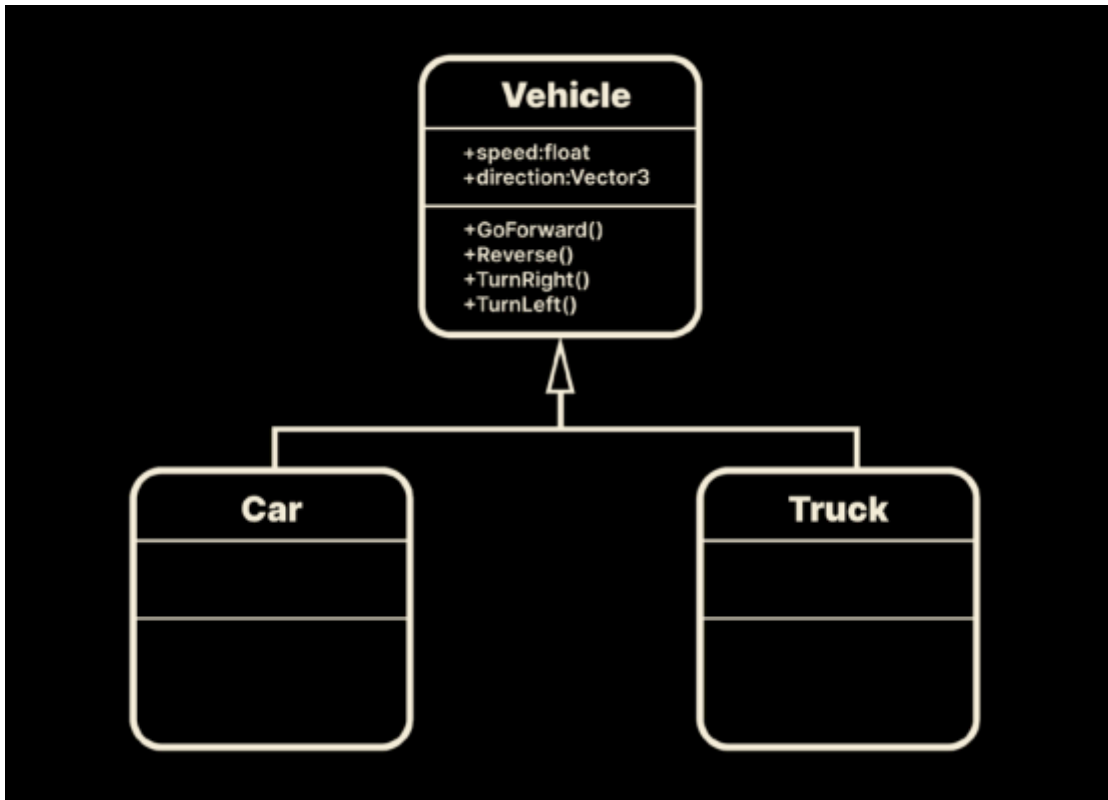 Vehicle
+speed:float
+direction:Vector3
+GoForward()
+Reverse()
+TurnRight()
+TurnLeft()
Car
Truck